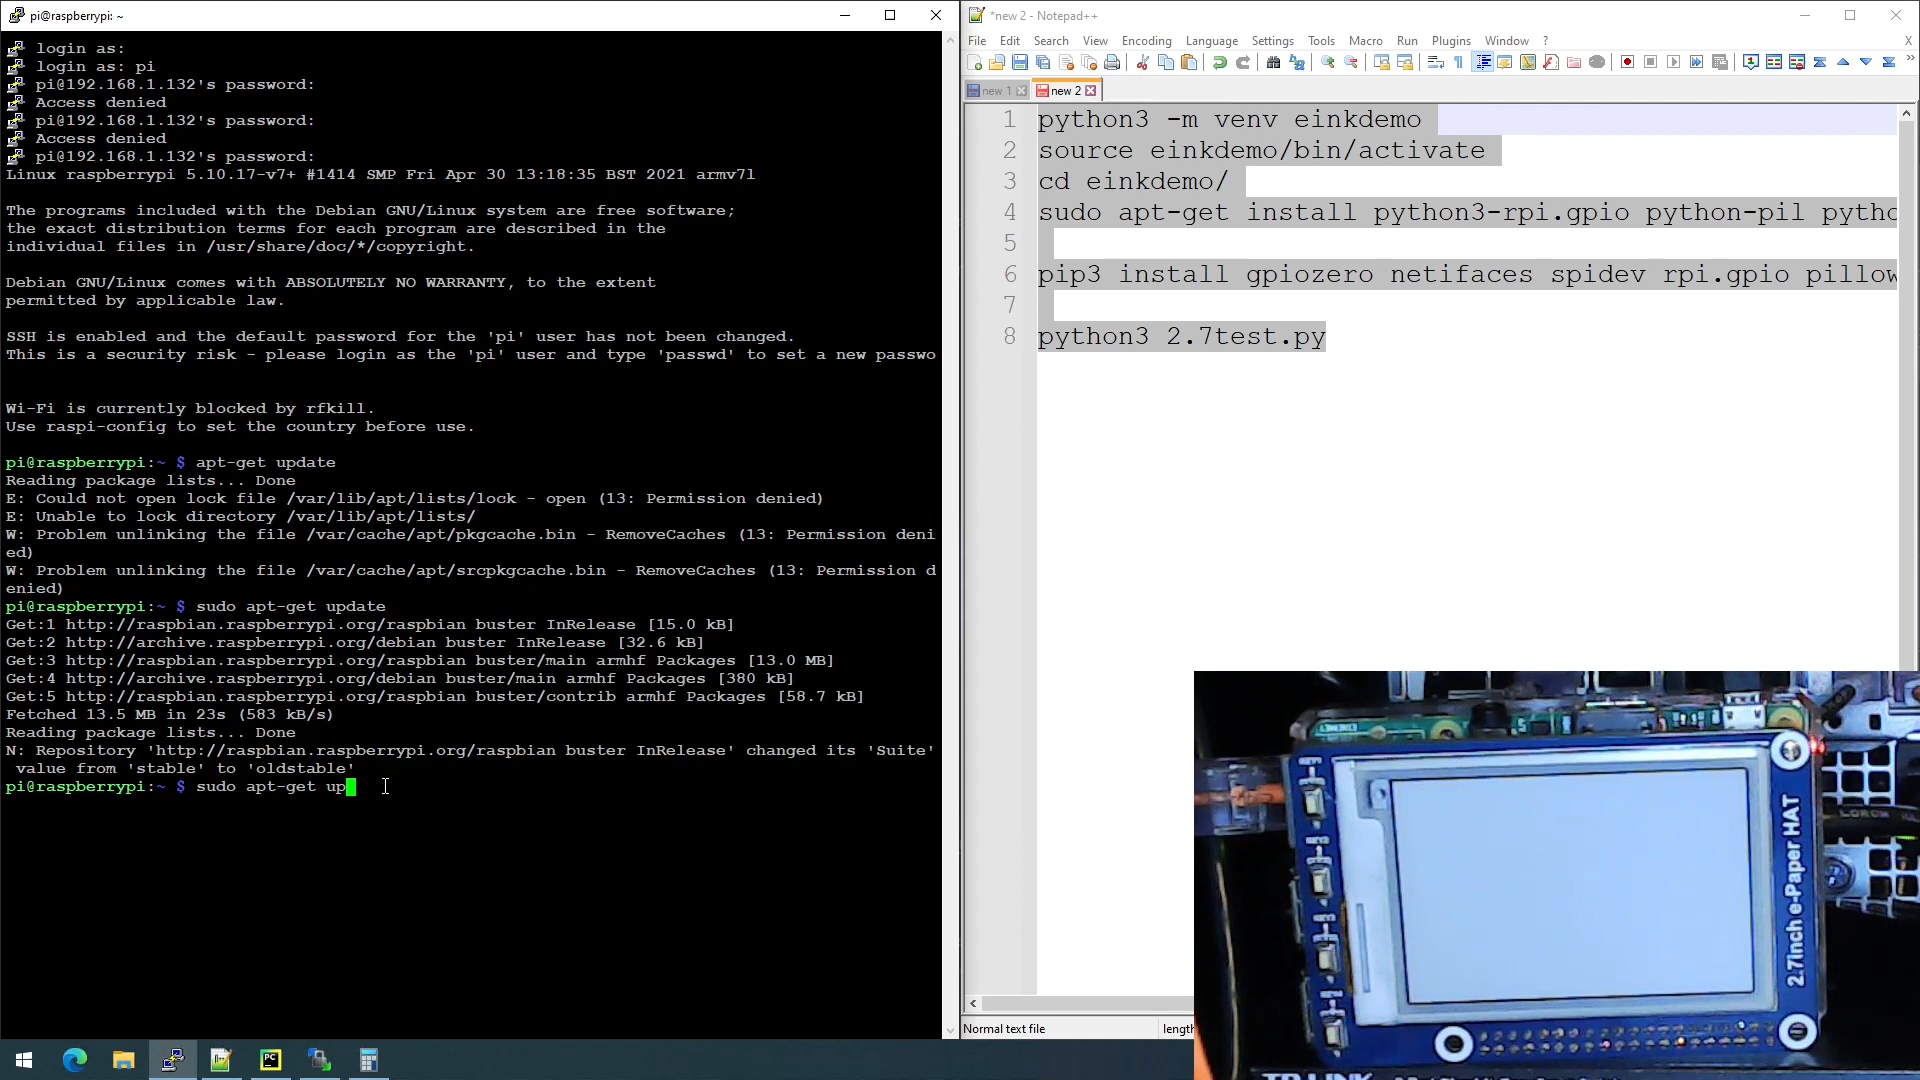 pi@raspberrypi: ~
login as:
login as: pi
pi@192.168.1.132's password:
Access denied
pi@192.168.1.132's password:
Access denied
pi@192.168.1.132's password:
Linux raspberrypi 5.10.17-v7+ #1414 SMP Fri Apr 30 13:18:35 BST 2021 armv7l
The programs included with the Debian GNU/Linux system are free software;
the exact distribution terms for each program are described in the
individual files in /usr/share/doc/*/copyright.
Debian GNU/Linux comes with ABSOLUTELY NO WARRANTY, to the extent
permitted by applicable law.
SSH is enabled and the default password for the 'pi' user has not been changed.
This is a security risk - please login as the 'pi' user and type 'passwd' to set a new passwo
Wi-Fi is currently blocked by rfkill.
Use raspi-config to set the country before use.
pi@raspberrypi:~ $ apt-get update
Reading package lists... Done
E: Could not open lock file /var/lib/apt/lists/lock - open (13: Permission denied)
E: Unable to lock directory /var/lib/apt/lists/
W: Problem unlinking the file /var/cache/apt/pkgcache.bin - RemoveCaches (13: Permission deni
ed)
W: Problem unlinking the file /var/cache/apt/srcpkgcache.bin - RemoveCaches (13: Permission d
enied)
pi@raspberrypi:~ $ sudo apt-get update
Get:1 http://raspbian.raspberrypi.org/raspbian buster InRelease [15.0 kB]
Get:2 http://archive.raspberrypi.org/debian buster InRelease [32.6 kB]
Get:3 http://raspbian.raspberrypi.org/raspbian buster/main armhf Packages [13.0 MB]
Get:4 http://archive.raspberrypi.org/debian buster/main armhf Packages [380 kB]
Get:5 http://raspbian.raspberrypi.org/raspbian buster/contrib armhf Packages [58.7 kB]
Fetched 13.5 MB in 23s (583 kB/s)
Reading package lists... Done
N: Repository 'http://raspbian.raspberrypi.org/raspbian buster InRelease' changed its 'Suite'
value from 'stable' to 'oldstable'
pi@raspberrypi:~ $ sudo apt-get up
*new 2 - Notepad++
File Edit Search View Encoding Language Settings Tools Macro Run Plugins Window ? X
new 1 new 2
1 python3 -m venv einkdemo
2 source einkdemo/bin/activate
3 cd einkdemo/
4 sudo apt-get install python3-rpi.gpio python-pil pytho
5
6 pip3 install gpiozero netifaces spidev rpi.gpio pillow
7
8 python3 2.7test.py
Normal text file
length
2.7inch e-Paper HAT
KEY1